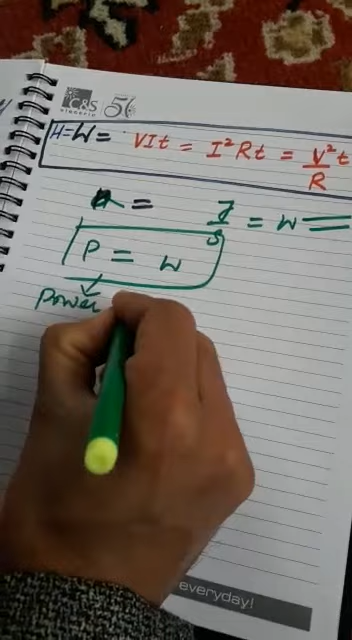 C&S
H=W= VIt = I²Rt = V²t/R
= J/S = W
P = W
Power
everyday!